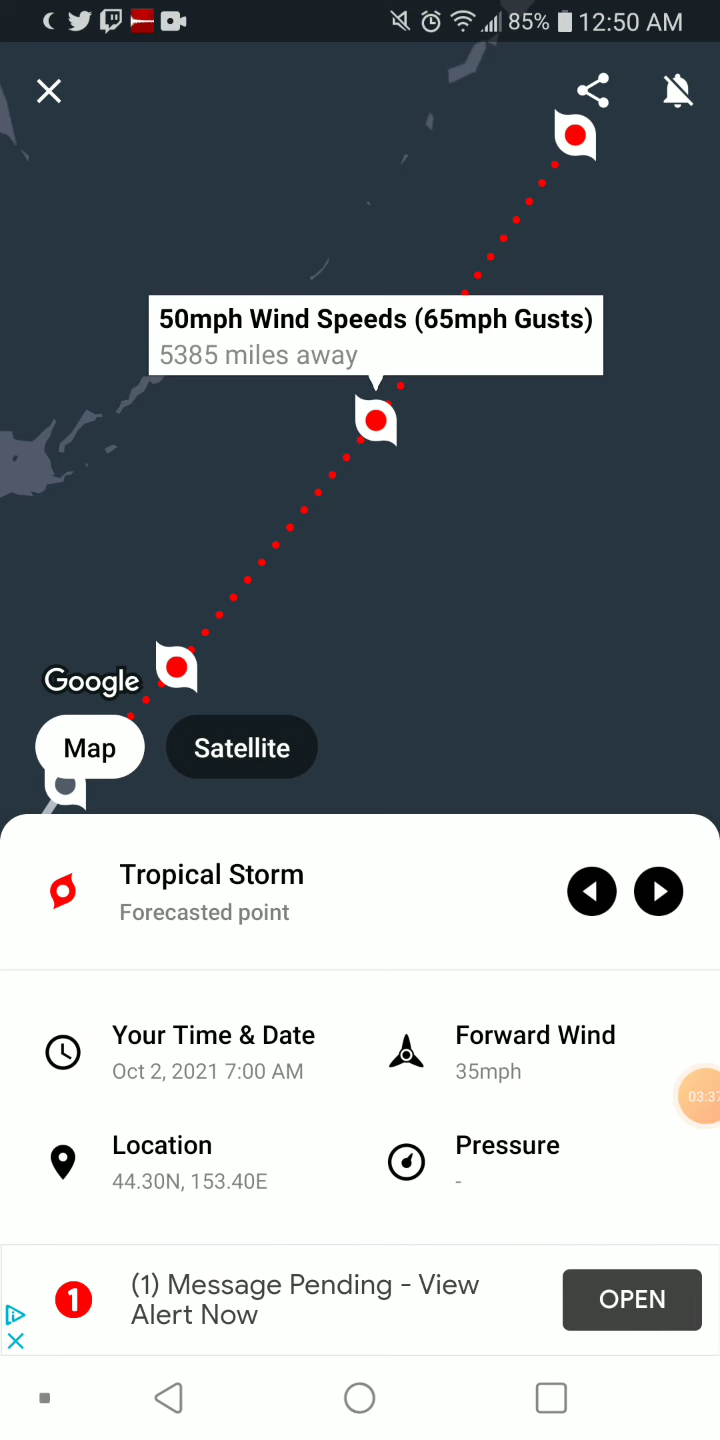 85% 12:50 AM
50mph Wind Speeds (65mph Gusts)
5385 miles away
Google
Map
Satellite
Tropical Storm
Forecasted point
Your Time & Date
Oct 2, 2021 7:00 AM
Forward Wind
35mph
03:37
Location
44.30N, 153.40E
Pressure
-
1
(1) Message Pending - View
Alert Now
OPEN